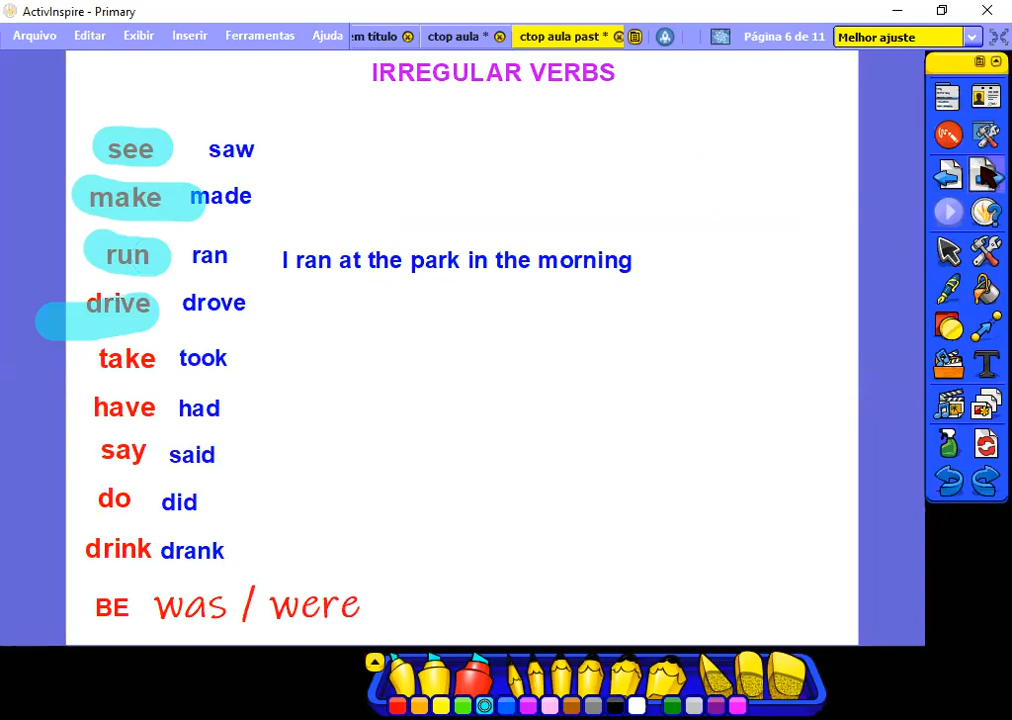 ActivInspire - Primary
Arquivo Editar Exibir Inserir Ferramentas Ajuda em título ctop aula * ctop aula past * Página 6 de 11 Melhor ajuste
IRREGULAR VERBS
see saw
make made
run ran I ran at the park in the morning
drive drove
take took
have had
say said
do did
drink drank
BE was / were